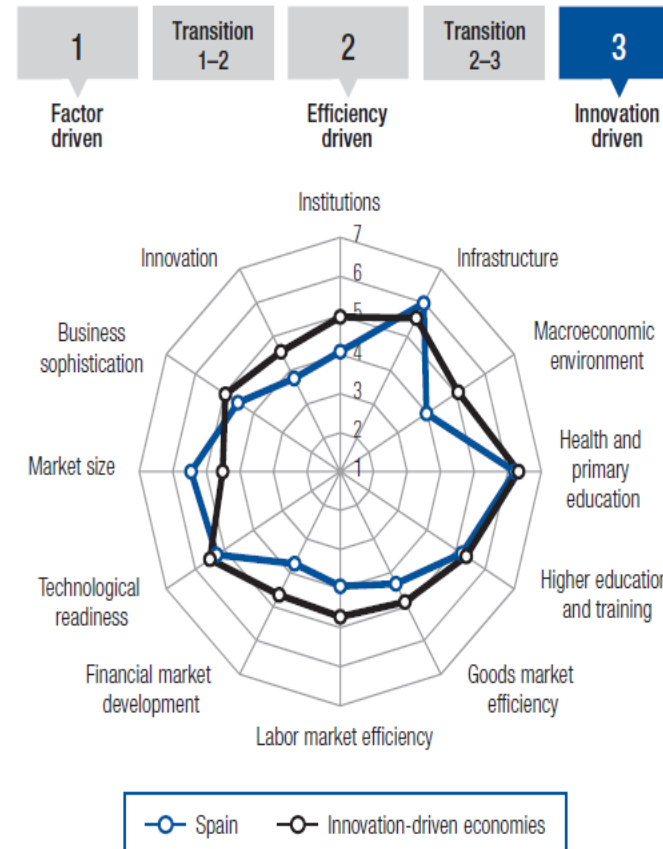 1
Transition
1–2
2
Transition
2–3
3
Factor
driven
Efficiency
driven
Innovation
driven
Institutions
Infrastructure
Macroeconomic
environment
Health and
primary
education
Higher education
and training
Goods market
efficiency
Labor market efficiency
Financial market
development
Technological
readiness
Market size
Business
sophistication
Innovation
7
6
5
4
3
2
1
Spain
Innovation-driven economies